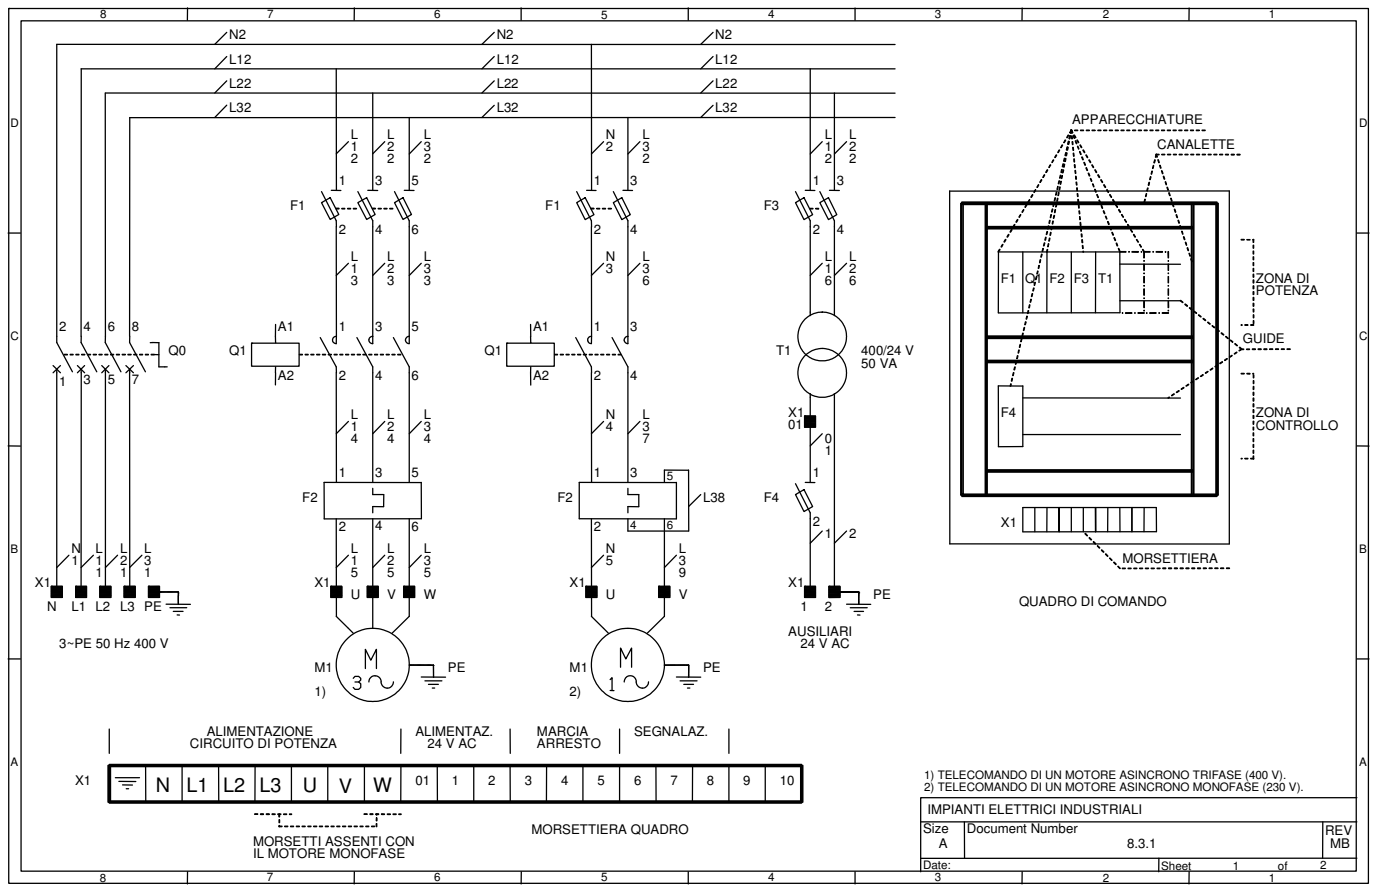 8 7 6 5 4 3 2 1
N2 N2 N2
L12 L12 L12
L22 L22 L22
L32 L32 L32
D D
APPARECCHIATURE
CANALETTE
L12 L22 L32 N2 L32 L12 L22
1 3 5 1 3 1 3
F1 F1 F3
2 4 6 2 4 2 4
L13 L23 L33 N3 L36 L16 L26
F1 Q1 F2 F3 T1
ZONA DI
POTENZA
2 4 6 8 A1 1 3 5 A1 1 3
C C
Q0 Q1 Q1 T1 400/24 V
50 VA
GUIDE
1 3 5 7 A2 2 4 6 A2 2 4
L14 L24 L34 N4 L37 X1
01 01
F4
ZONA DI
CONTROLLO
1 3 5 1 3 5 1
F2 F2 L38 F4
2 4 6 2 4 6 2
X1
1 2
B B
N1 L11 L21 L31 L15 L25 L35 N5 L39
MORSETTIERA
X1 X1 U V W X1 U V X1 PE
N L1 L2 L3 PE 1 2
QUADRO DI COMANDO
3~PE 50 Hz 400 V
AUSILIARI
24 V AC
M1 M 3 PE M1 M 1 PE
1) 2)
ALIMENTAZIONE
CIRCUITO DI POTENZA
ALIMENTAZ.
24 V AC
MARCIA
ARRESTO
SEGNALAZ.
A A
X1 N L1 L2 L3 U V W 01 1 2 3 4 5 6 7 8 9 10
MORSETTI ASSENTI CON
IL MOTORE MONOFASE
MORSETTIERA QUADRO
1) TELECOMANDO DI UN MOTORE ASINCRONO TRIFASE (400 V).
2) TELECOMANDO DI UN MOTORE ASINCRONO MONOFASE (230 V).
IMPIANTI ELETTRICI INDUSTRIALI
Size Document Number REV
A 8.3.1 MB
Date: Sheet 1 of 2
8 7 6 5 4 3 2 1